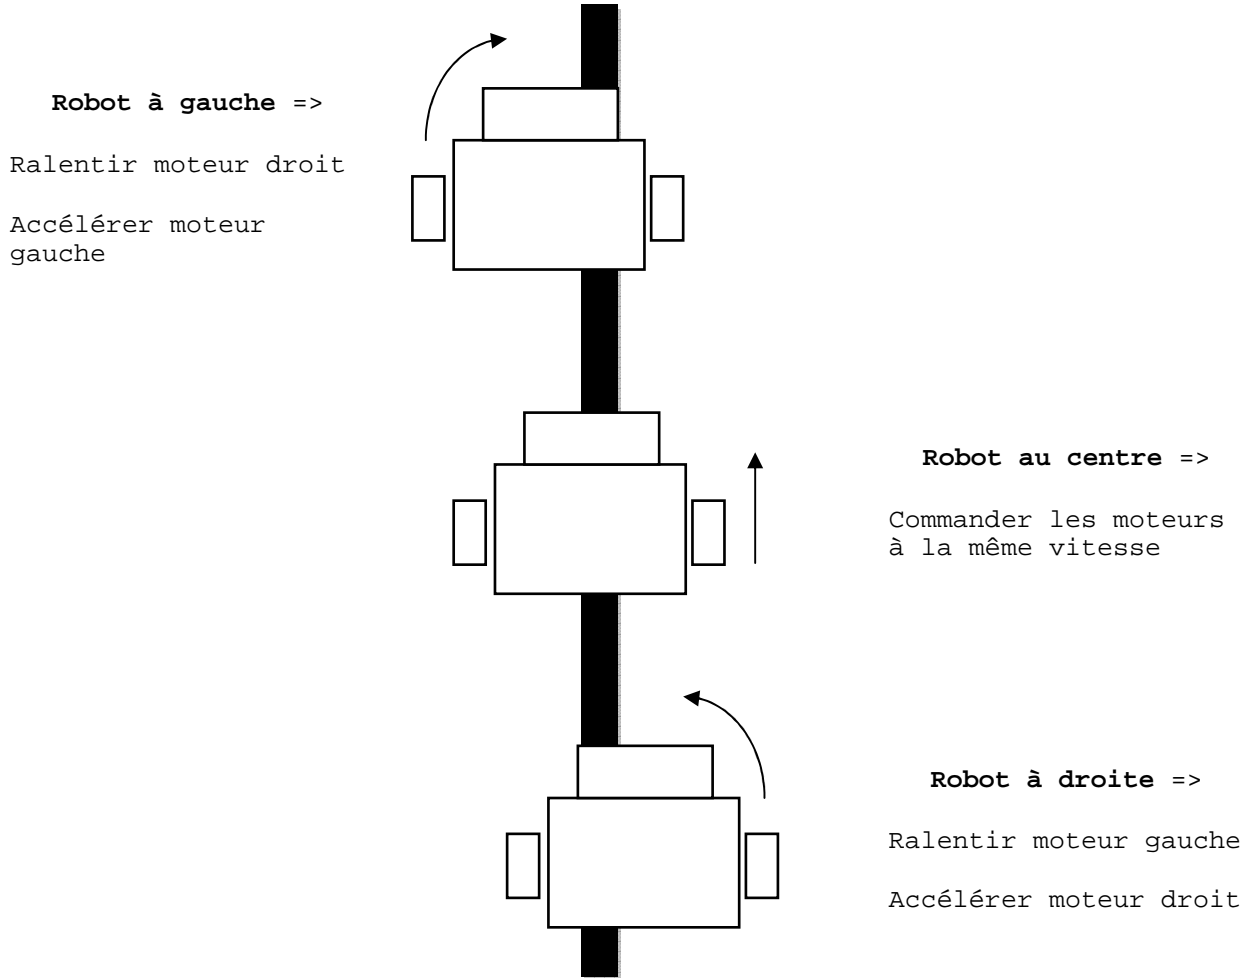 Robot à gauche =>
Ralentir moteur droit
Accélérer moteur
gauche
Robot au centre =>
Commander les moteurs
à la même vitesse
Robot à droite =>
Ralentir moteur gauche
Accélérer moteur droit